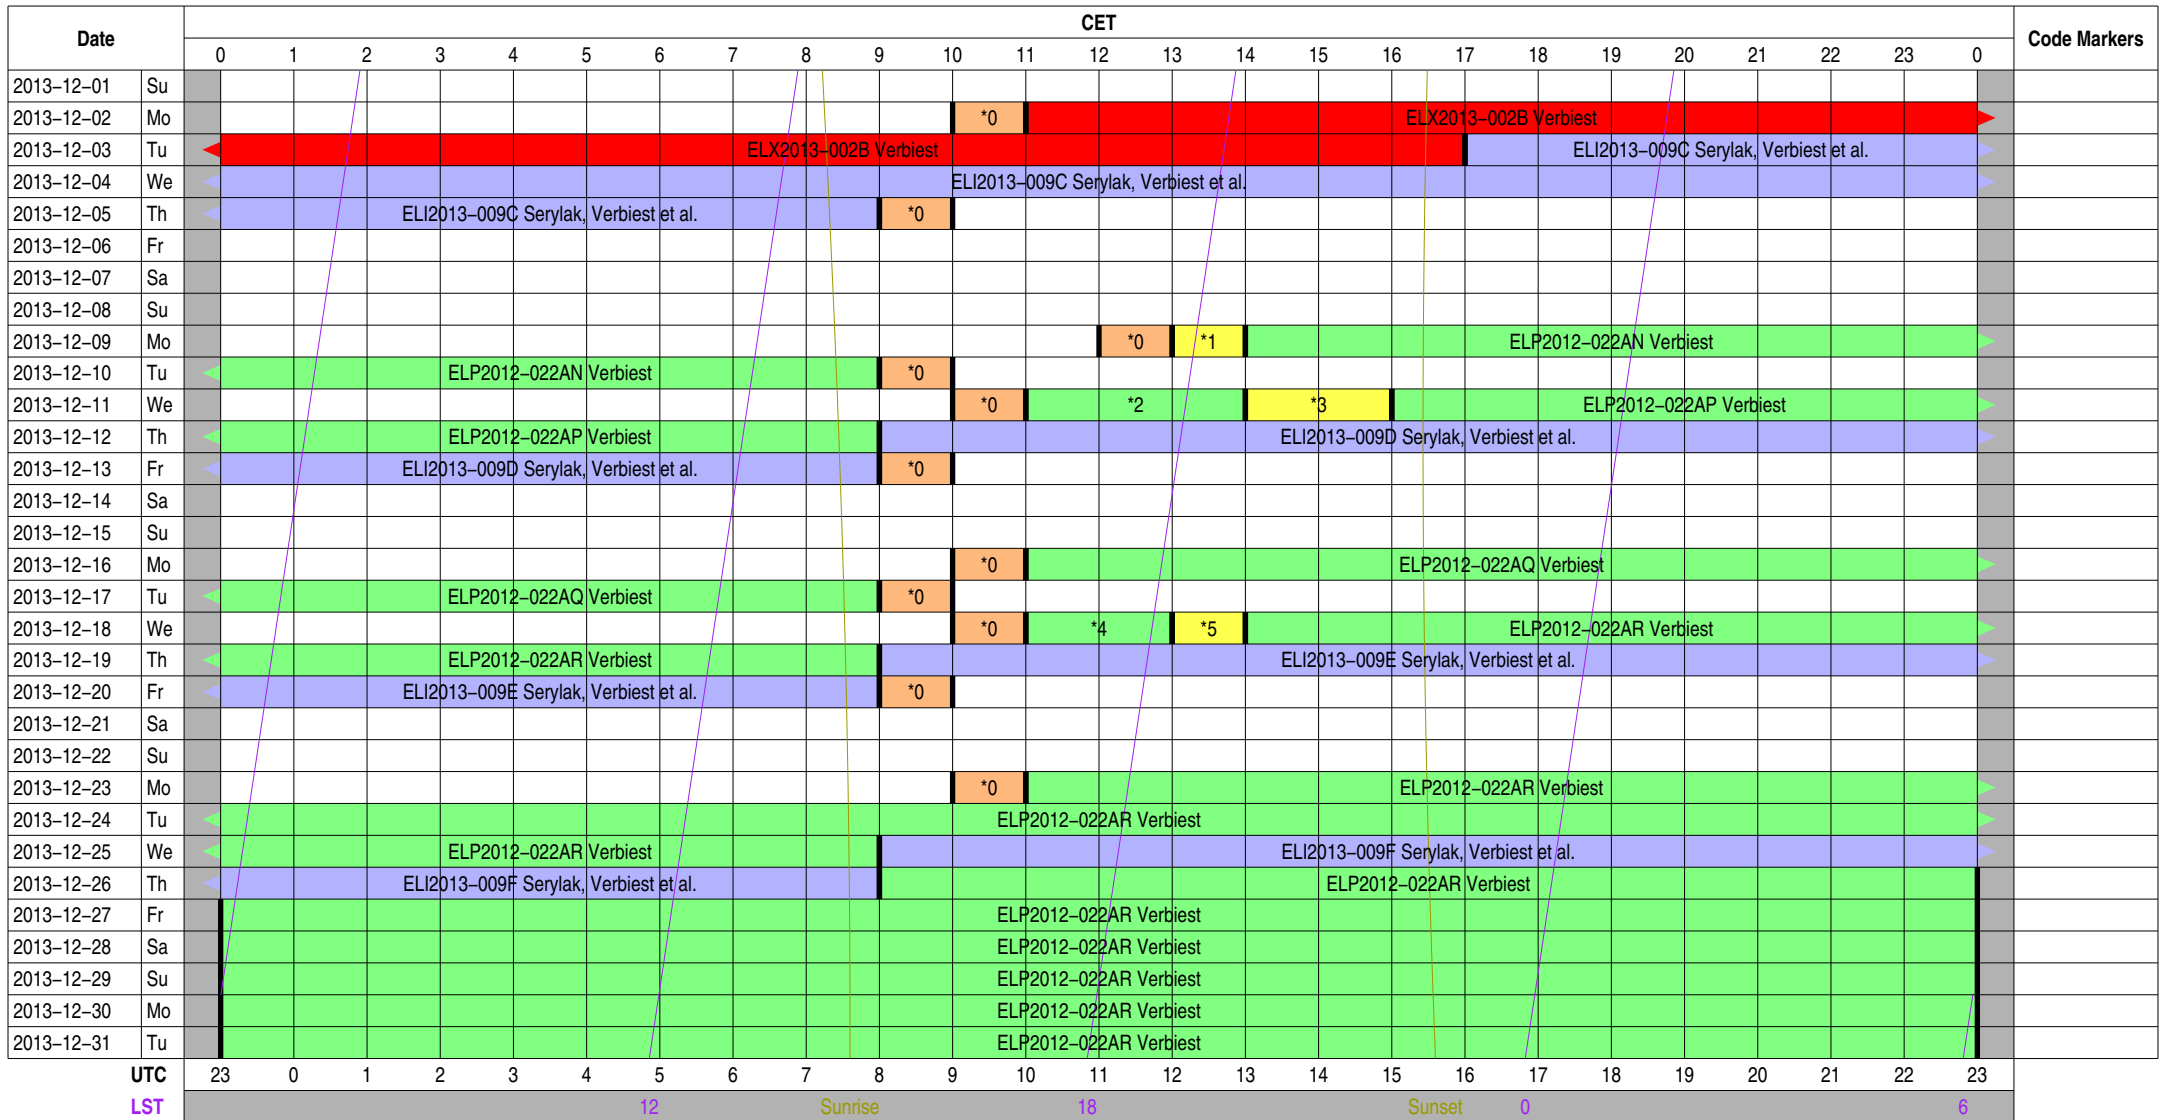 Date CET Code Markers
0 1 2 3 4 5 6 7 8 9 10 11 12 13 14 15 16 17 18 19 20 21 22 23 0
2013–12–01 Su
2013–12–02 Mo *0 ELX2013–002B Verbiest
2013–12–03 Tu ELX2013–002B Verbiest ELI2013–009C Serylak, Verbiest et al.
2013–12–04 We ELI2013–009C Serylak, Verbiest et al.
2013–12–05 Th ELI2013–009C Serylak, Verbiest et al. *0
2013–12–06 Fr
2013–12–07 Sa
2013–12–08 Su
2013–12–09 Mo *0 *1 ELP2012–022AN Verbiest
2013–12–10 Tu ELP2012–022AN Verbiest *0
2013–12–11 We *0 *2 *3 ELP2012–022AP Verbiest
2013–12–12 Th ELP2012–022AP Verbiest ELI2013–009D Serylak, Verbiest et al.
2013–12–13 Fr ELI2013–009D Serylak, Verbiest et al. *0
2013–12–14 Sa
2013–12–15 Su
2013–12–16 Mo *0 ELP2012–022AQ Verbiest
2013–12–17 Tu ELP2012–022AQ Verbiest *0
2013–12–18 We *0 *4 *5 ELP2012–022AR Verbiest
2013–12–19 Th ELP2012–022AR Verbiest ELI2013–009E Serylak, Verbiest et al.
2013–12–20 Fr ELI2013–009E Serylak, Verbiest et al. *0
2013–12–21 Sa
2013–12–22 Su
2013–12–23 Mo *0 ELP2012–022AR Verbiest
2013–12–24 Tu ELP2012–022AR Verbiest
2013–12–25 We ELP2012–022AR Verbiest ELI2013–009F Serylak, Verbiest et al.
2013–12–26 Th ELI2013–009F Serylak, Verbiest et al. ELP2012–022AR Verbiest
2013–12–27 Fr ELP2012–022AR Verbiest
2013–12–28 Sa ELP2012–022AR Verbiest
2013–12–29 Su ELP2012–022AR Verbiest
2013–12–30 Mo ELP2012–022AR Verbiest
2013–12–31 Tu ELP2012–022AR Verbiest
UTC 23 0 1 2 3 4 5 6 7 8 9 10 11 12 13 14 15 16 17 18 19 20 21 22 23
LST 12 Sunrise 18 Sunset 0 6